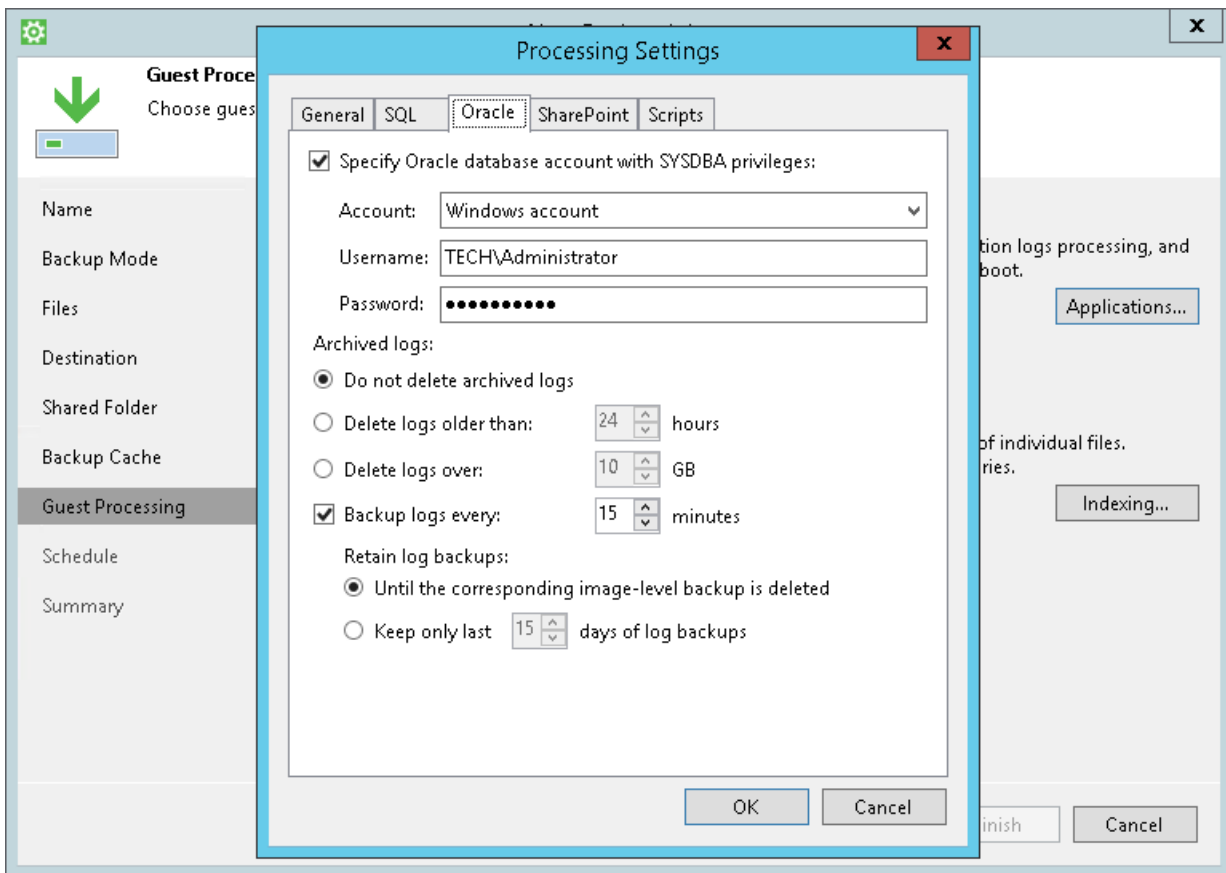 Processing Settings
x
x
Guest Proce
Choose gues
General
SQL
Oracle
SharePoint
Scripts
Specify Oracle database account with SYSDBA privileges:
Name
Account: Windows account
tion logs processing, and
boot.
Backup Mode
Username: TECH\Administrator
Files
Password: ●●●●●●●●●●
Applications...
Archived logs:
Destination
Do not delete archived logs
Shared Folder
Delete logs older than: 24 hours
of individual files.
ries.
Backup Cache
Delete logs over: 10 GB
Guest Processing
Backup logs every: 15 minutes
Indexing...
Schedule
Retain log backups:
Until the corresponding image-level backup is deleted
Summary
Keep only last 15 days of log backups
OK
Cancel
inish
Cancel